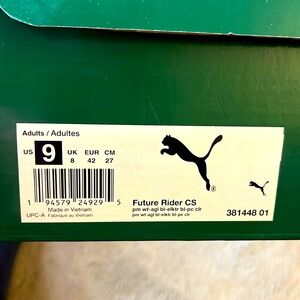 Adults / Adultes
US 9 UK 8 EUR 42 CM 27
1 94579 24929 5
Made in Vietnam
UPC-A Fabriqué au Vietnam
Future Rider CS
pm wt-agl bl-elktr bl-pc clr
pm wt-agl bl-elktr bl-pc clr
®
381448 01